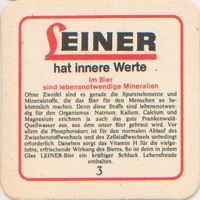 LEINER
hat innere Werte
Im Bier
sind lebensnotwendige Mineralien
Ohne Zweifel sind es gerade die Spurenelemente und
Mineralstoffe, die das Bier für den Menschen so be-
kömmlich machen. Denn diese Stoffe sind lebensnotwen-
dig für den Organismus: Natrium, Kalium, Calcium und
Magnesium zeichnen ja auch das gute Frankenwald-
Quellwasser aus, aus dem unser Bier gebraut wird. Vor
allem die Phosphorsäure ist für den normalen Ablauf des
Zwischenstoffwechsels und des Zellstoffwechsels unbedingt
erforderlich. Daneben sorgt das Vitamin H für die vielge-
lobte, erfrischende Wirkung des Bieres. So ist denn in jedem
Glas LEINER-Bier ein kräftiger Schluck Lebensfreude
enthalten.
3